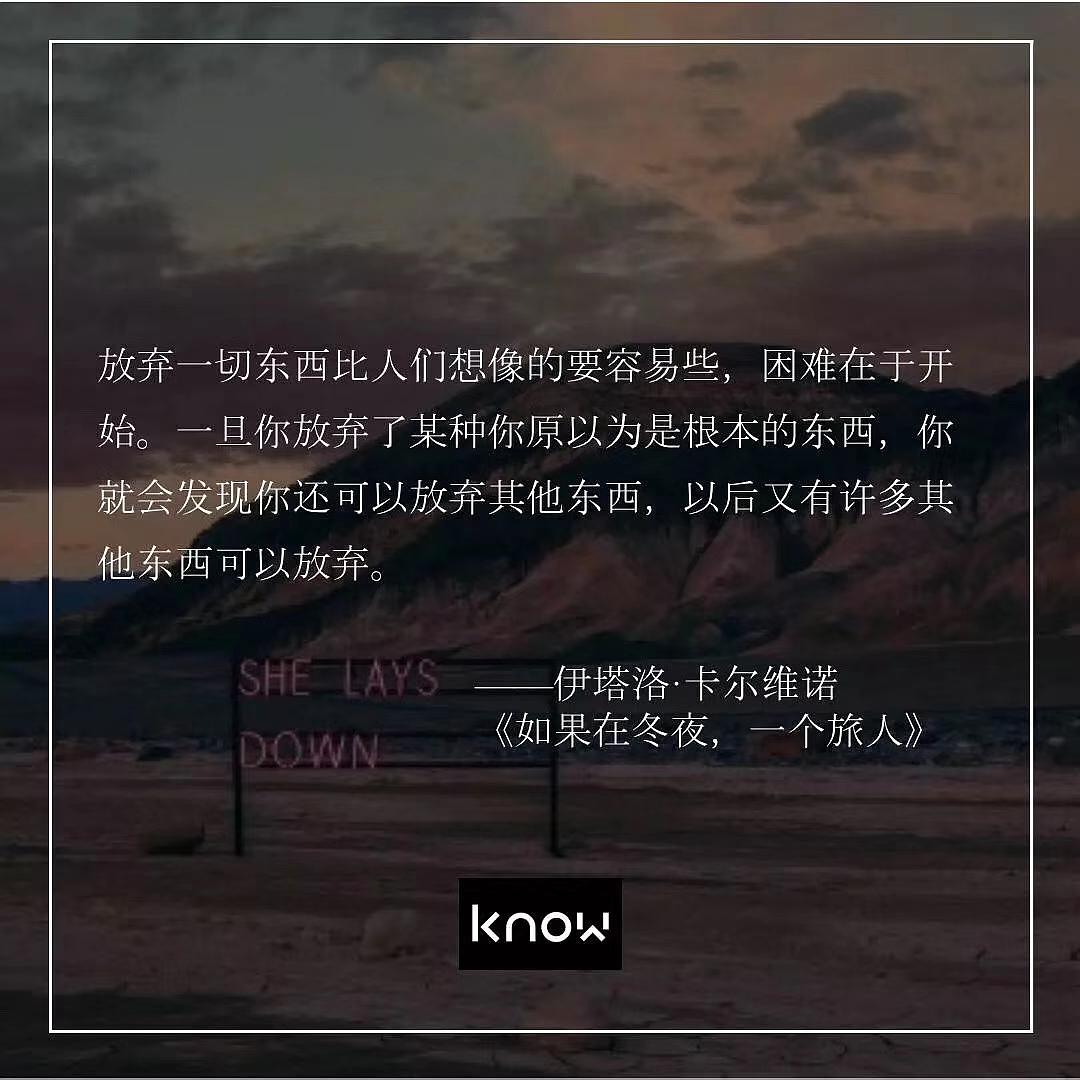 放弃一切东西比人们想像的要容易些，困难在于开
始。一旦你放弃了某种你原以为是根本的东西，你
就会发现你还可以放弃其他东西，以后又有许多其
他东西可以放弃。
SHE LAYS
DOWN
——伊塔洛·卡尔维诺
《如果在冬夜，一个旅人》
know